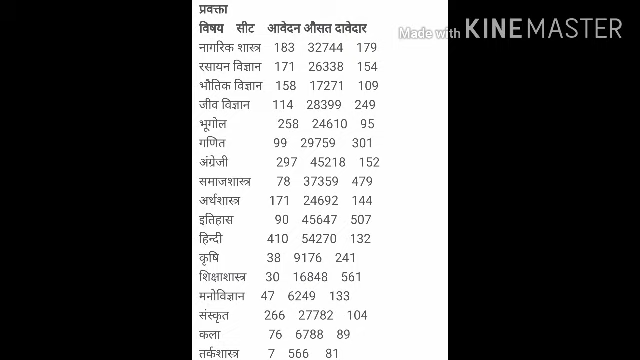 प्रवक्ता
विषय सीट आवेदन औसत दावेदार
Made with KINEMASTER
नागरिक शास्त्र 183 32744 179
रसायन विज्ञान 171 26338 154
भौतिक विज्ञान 158 17271 109
जीव विज्ञान 114 28399 249
भूगोल 258 24610 95
गणित 99 29759 301
अंग्रेजी 297 45218 152
समाजशास्त्र 78 37359 479
अर्थशास्त्र 171 24692 144
इतिहास 90 45647 507
हिन्दी 410 54270 132
कृषि 38 9176 241
शिक्षाशास्त्र 30 16848 561
मनोविज्ञान 47 6249 133
संस्कृत 266 27782 104
कला 76 6788 89
तर्कशास्त्र 7 566 81